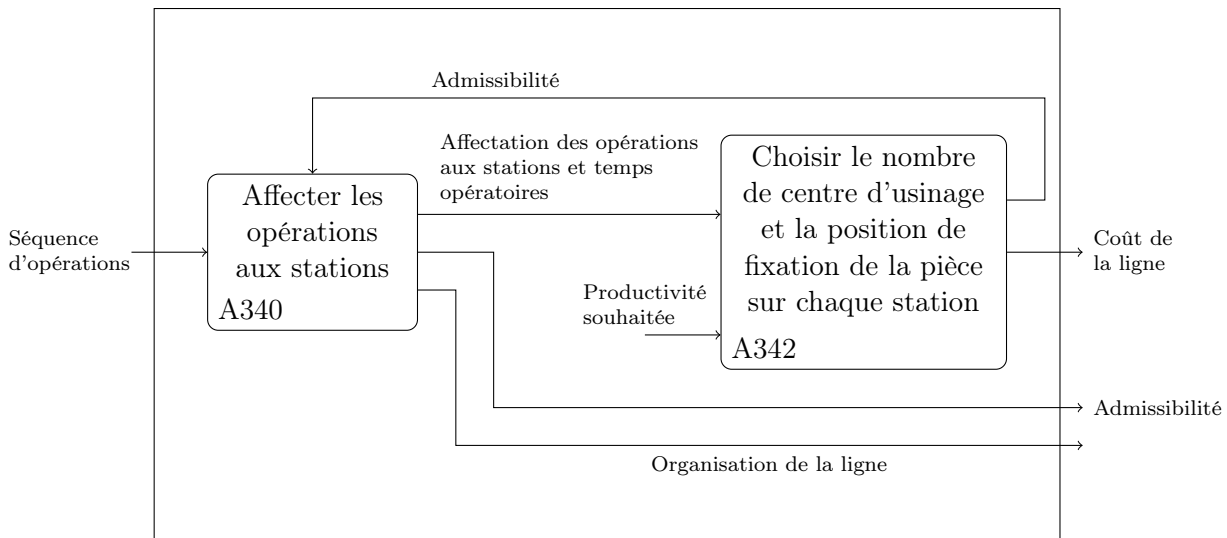 Admissibilité
Affectation des opérations
aux stations et temps
opératoires
Choisir le nombre
de centre d'usinage
et la position de
fixation de la pièce
sur chaque station
A342
Affecter les
opérations
aux stations
A340
Séquence
d'opérations
Productivité
souhaitée
Coût de
la ligne
Admissibilité
Organisation de la ligne